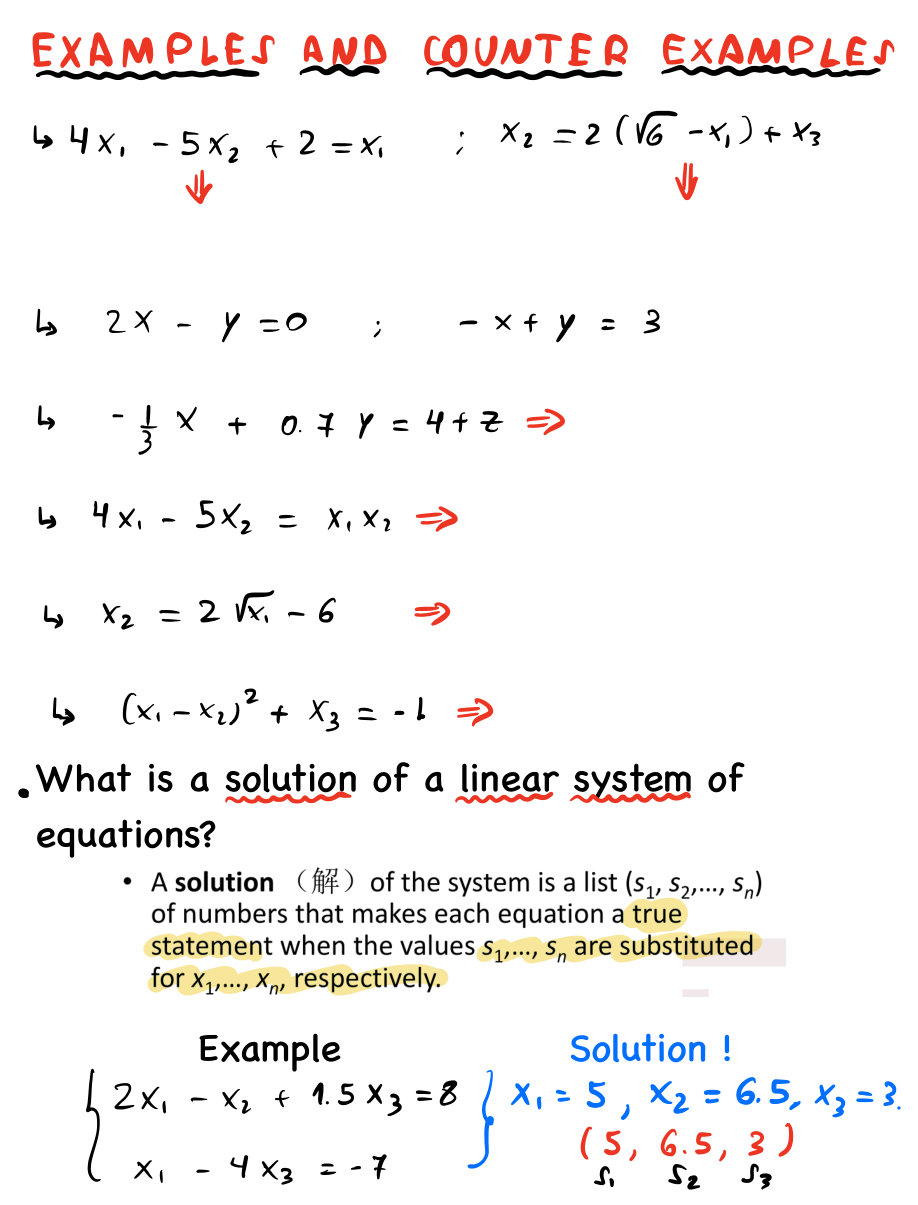 EXAMPLES AND COUNTER EXAMPLES
↳ 4x₁ - 5x₂ + 2 = x₁ ; x₂ = 2(√6 - x₁) + x₃
⇓ ⇓
↳ 2x - y = 0 ; - x + y = 3
↳ - 1/3 x + 0.7 y = 4 + z ⇒
↳ 4x₁ - 5x₂ = x₁x₂ ⇒
↳ x₂ = 2√x₁ - 6 ⇒
↳ (x₁ - x₂)² + x₃ = -1 ⇒
. What is a solution of a linear system of
equations?
• A solution （解）of the system is a list (s₁, s₂,…, sₙ)
of numbers that makes each equation a true
statement when the values s₁,…, sₙ are substituted
for x₁,…, xₙ, respectively.
Example Solution !
{ 2x₁ - x₂ + 1.5 x₃ = 8 } x₁ = 5 , x₂ = 6.5, x₃ = 3.
x₁ - 4x₃ = -7 (5, 6.5, 3)
s₁ s₂ s₃